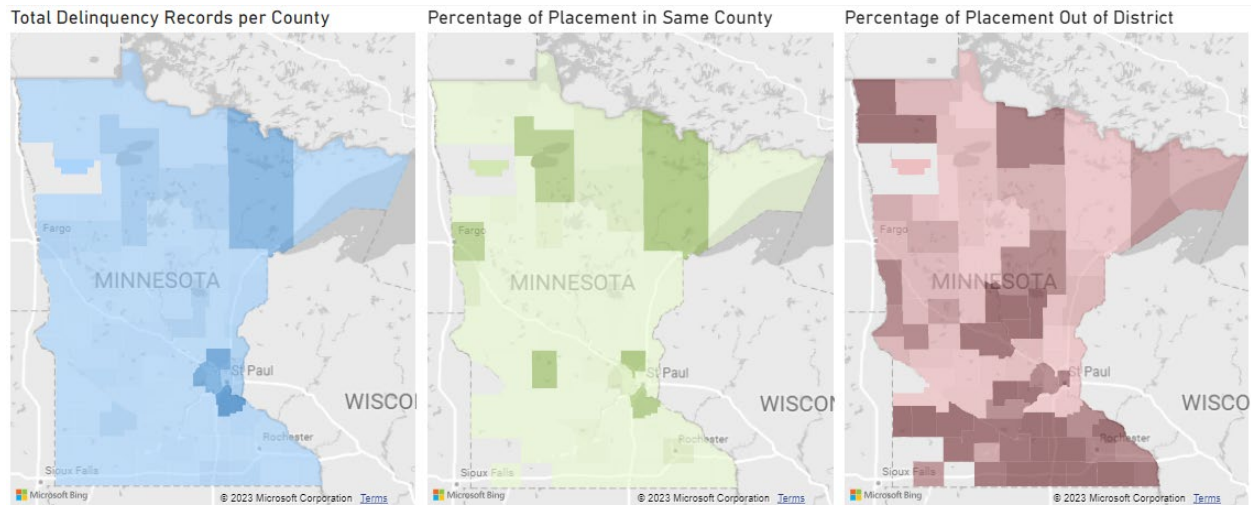 Total Delinquency Records per County
Percentage of Placement in Same County
Percentage of Placement Out of District
Fargo
MINNESOTA
St Paul
WISCON
Rochester
Sioux Falls
Microsoft Bing
© 2023 Microsoft Corporation Terms
Fargo
MINNESOTA
St Paul
WISCON
Rochester
Sioux Falls
Microsoft Bing
© 2023 Microsoft Corporation Terms
Fargo
MINNESOTA
St Paul
WISCO
Rochester
Sioux Falls
Microsoft Bing
© 2023 Microsoft Corporation Terms